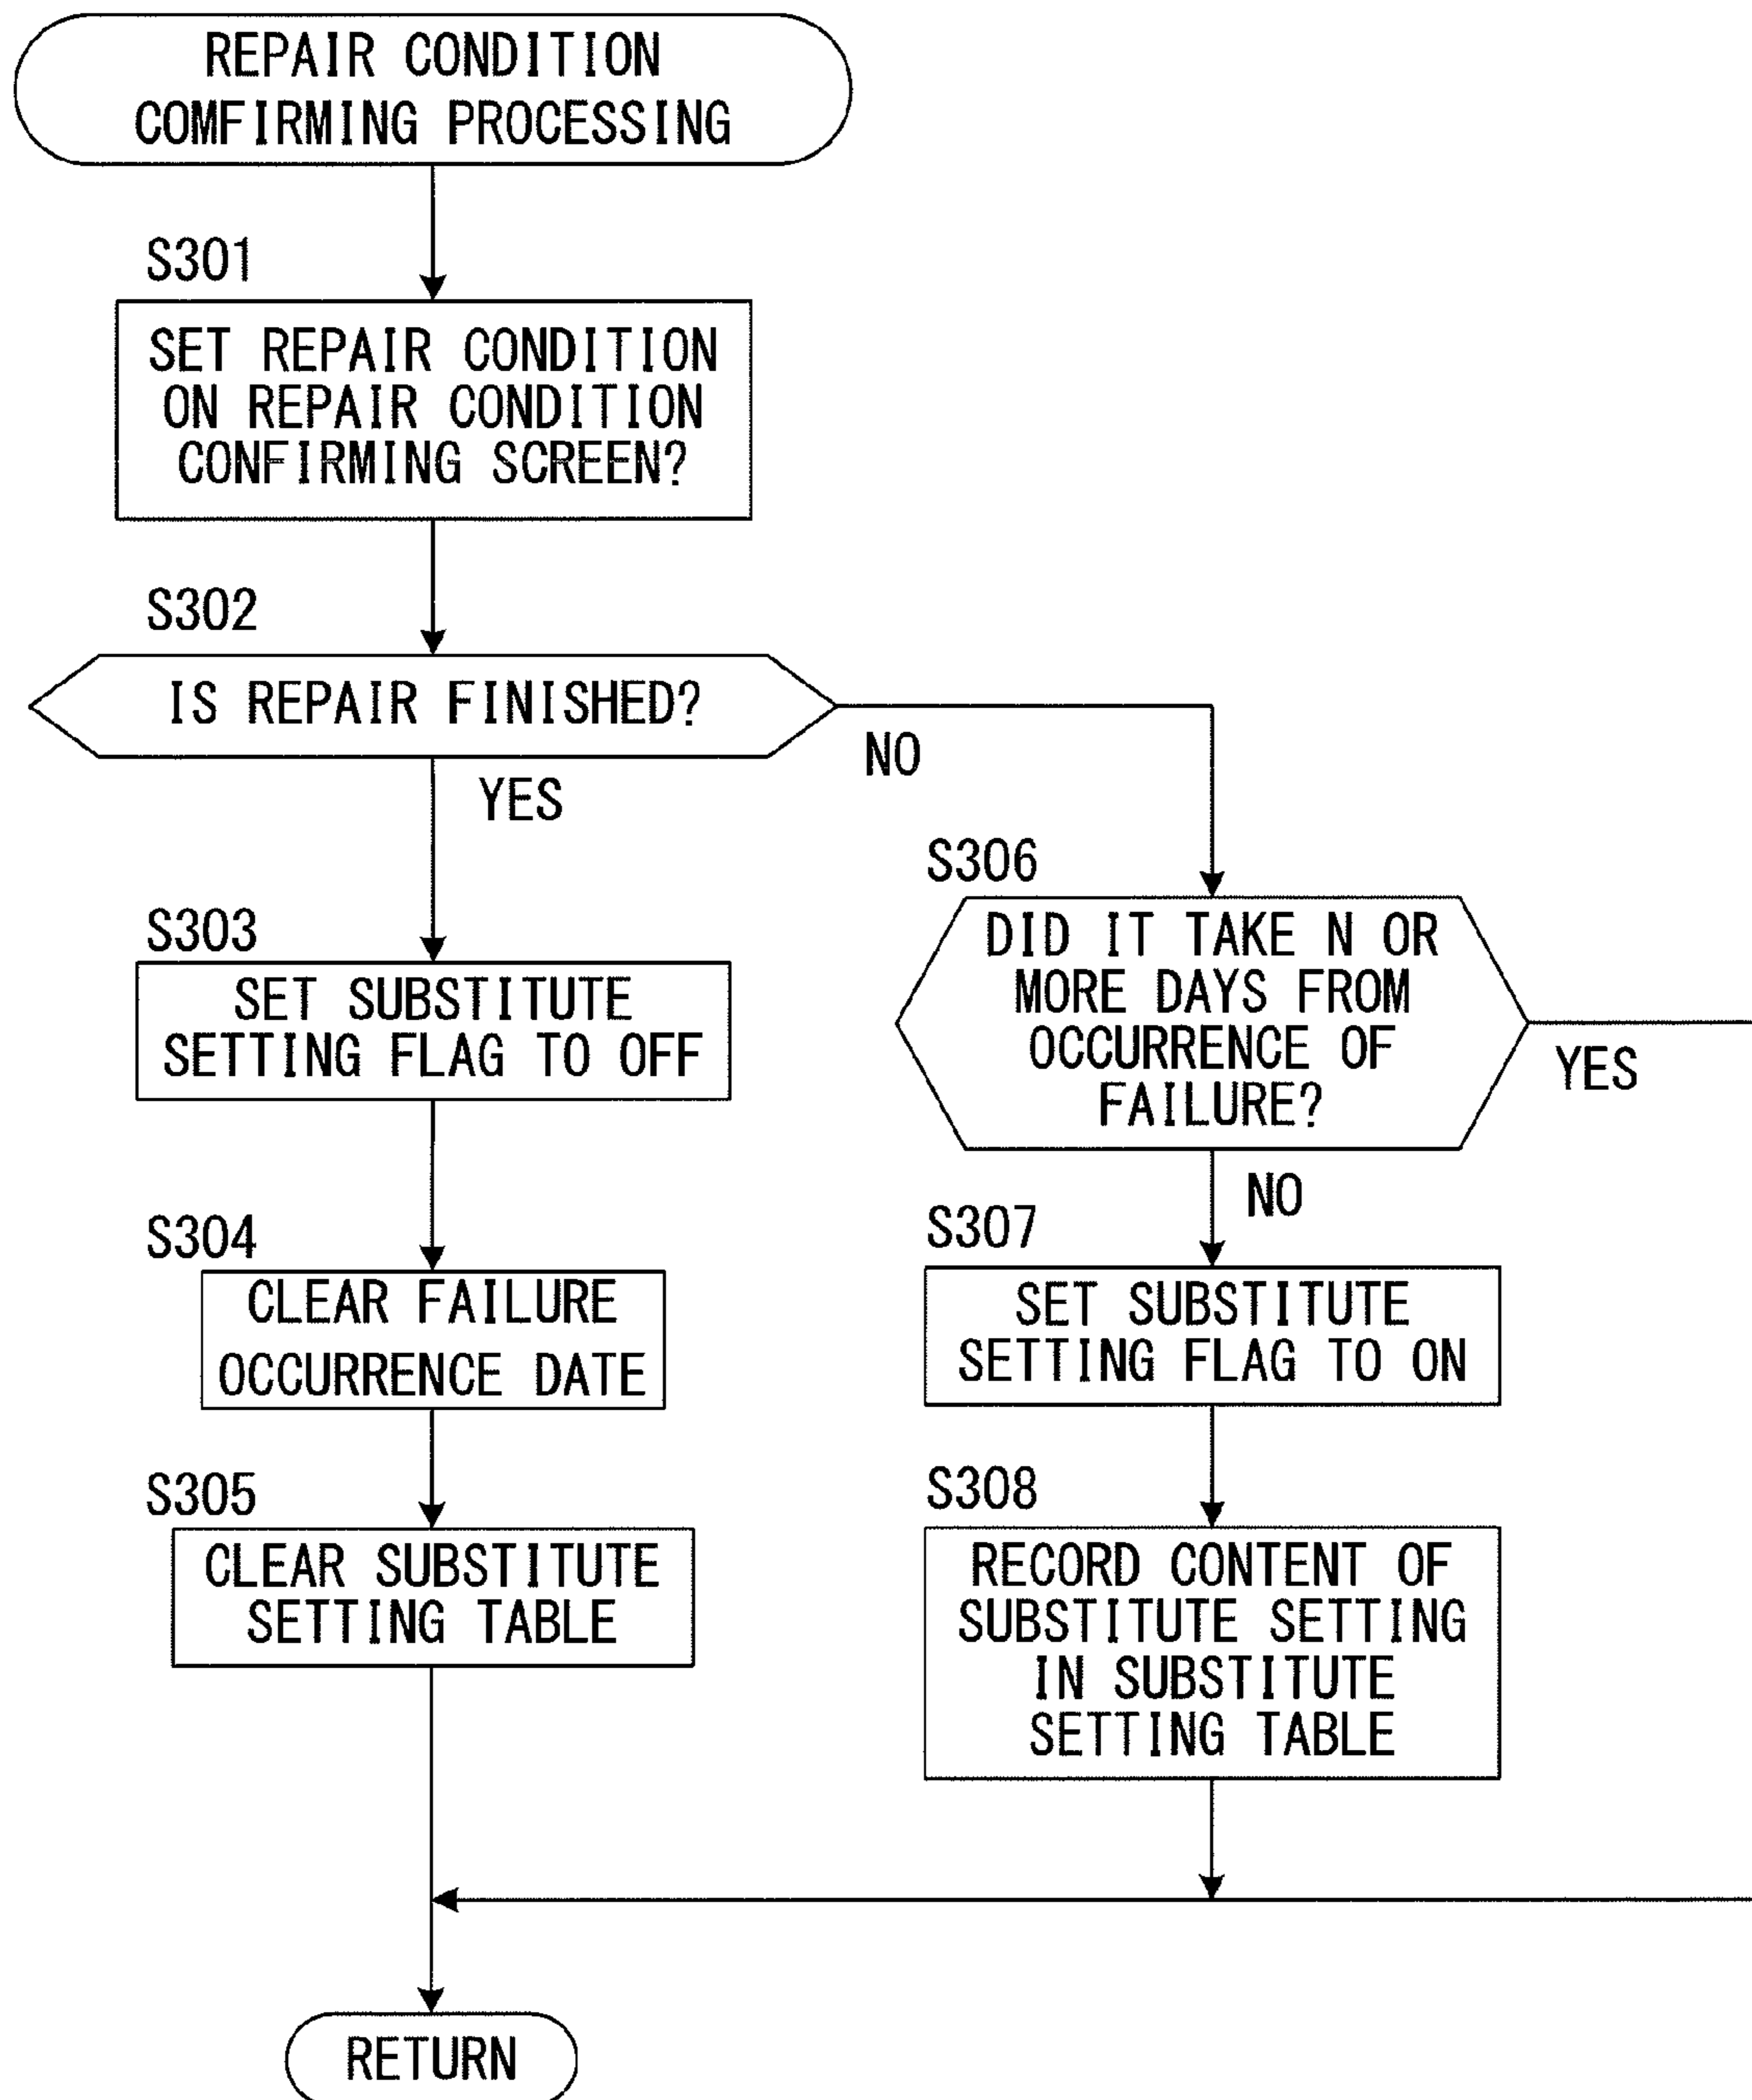 REPAIR CONDITION
COMFIRMING PROCESSING
S301
SET REPAIR CONDITION
ON REPAIR CONDITION
CONFIRMING SCREEN?
S302
IS REPAIR FINISHED?
NO
YES
S303
SET SUBSTITUTE
SETTING FLAG TO OFF
S304
CLEAR FAILURE
OCCURRENCE DATE
S305
CLEAR SUBSTITUTE
SETTING TABLE
S306
DID IT TAKE N OR
MORE DAYS FROM
OCCURRENCE OF
FAILURE?
YES
NO
S307
SET SUBSTITUTE
SETTING FLAG TO ON
S308
RECORD CONTENT OF
SUBSTITUTE SETTING
IN SUBSTITUTE
SETTING TABLE
RETURN